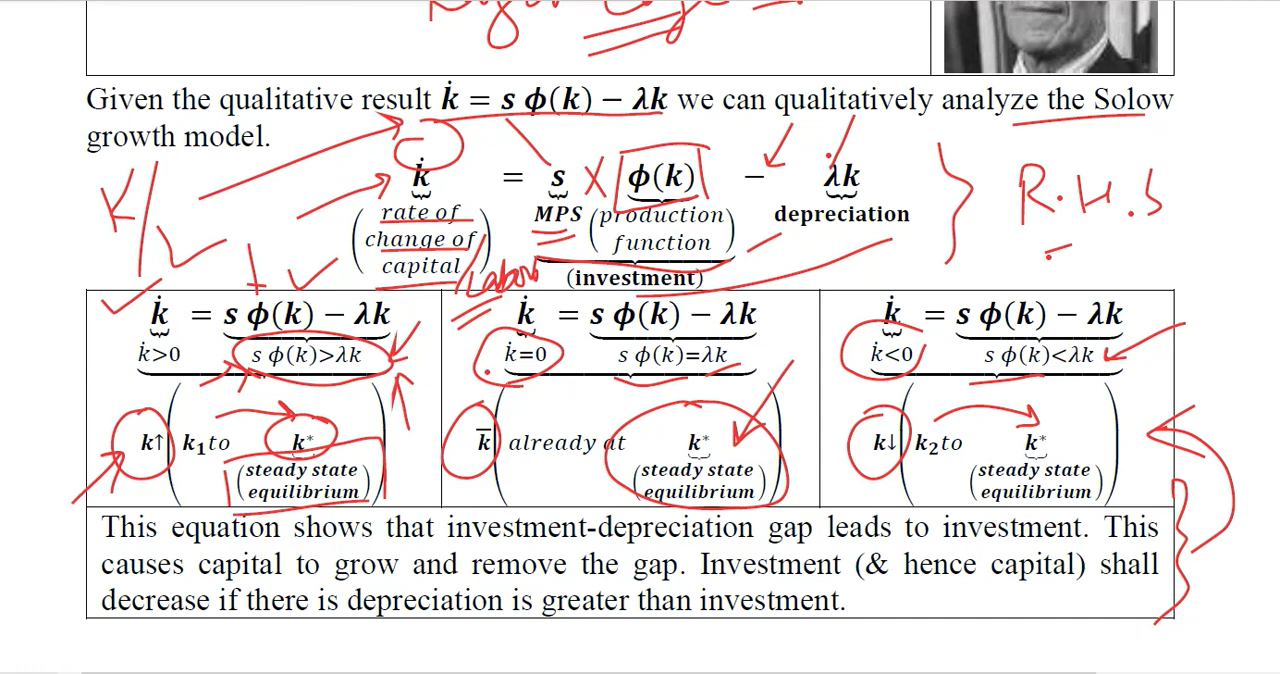 Given the qualitative result k̇ = s ϕ(k) − λk we can qualitatively analyze the Solow
growth model.
k̇ = s × ϕ(k) − λk
(rate of change of capital) MPS (production function) depreciation
/Labour (investment)
K/L
R.H.S
k̇ = s ϕ(k) − λk
k̇>0 s ϕ(k)>λk
k↑ (k₁ to k* (steady state equilibrium))
k̇ = s ϕ(k) − λk
k̇=0 s ϕ(k)=λk
k̅ (already at k* (steady state equilibrium))
k̇ = s ϕ(k) − λk
k̇<0 s ϕ(k)<λk
k↓ (k₂ to k* (steady state equilibrium))
This equation shows that investment-depreciation gap leads to investment. This
causes capital to grow and remove the gap. Investment (& hence capital) shall
decrease if there is depreciation is greater than investment.